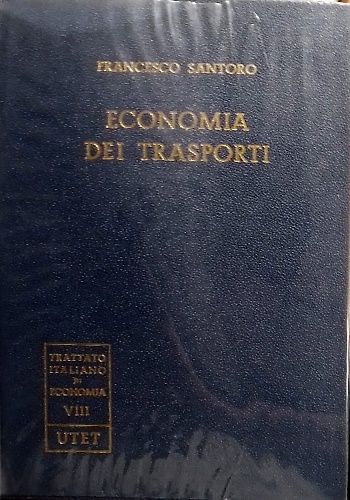 FRANCESCO SANTORO
ECONOMIA
DEI TRASPORTI
TRATTATO
ITALIANO
DI
ECONOMIA
VIII
UTET